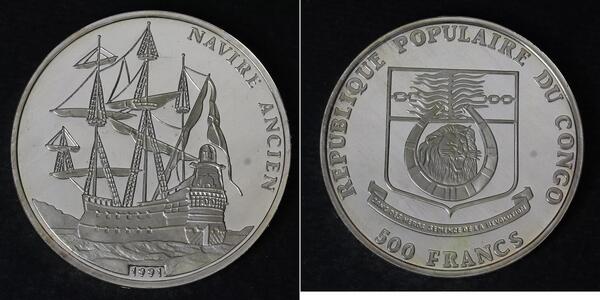 NAVIRE ANCIEN
1991
REPUBLIQUE POPULAIRE DU CONGO
500 FRANCS